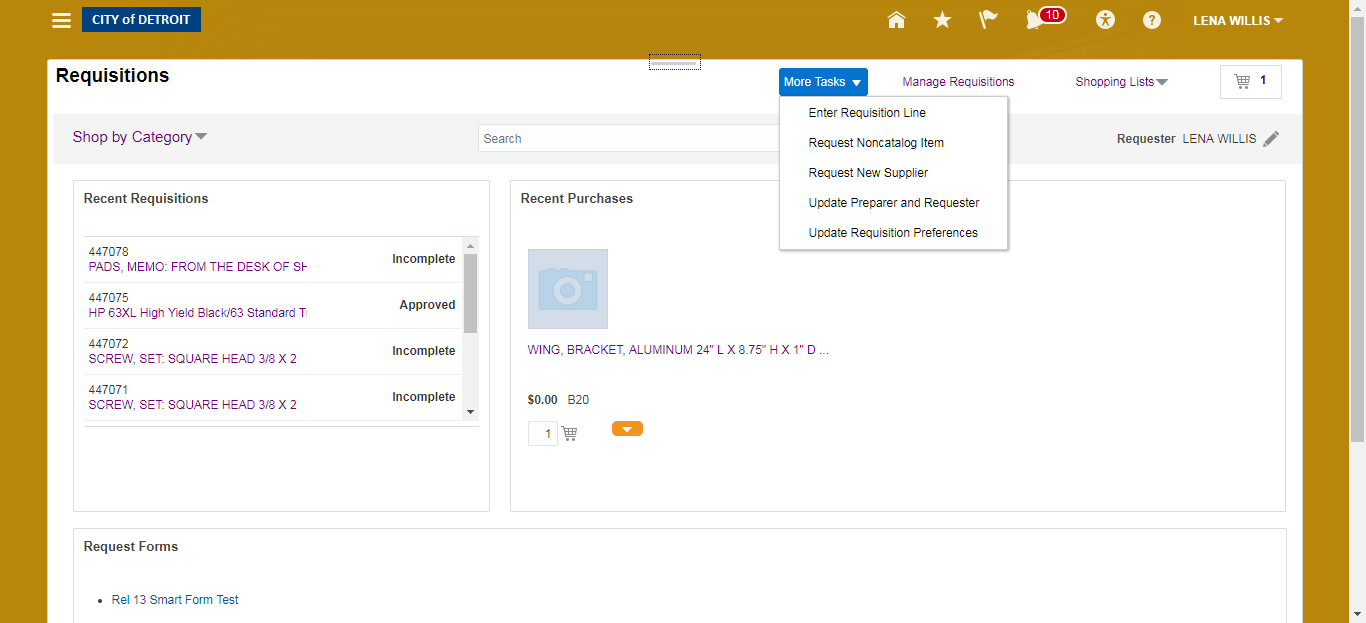 CITY of DETROIT
10
?
LENA WILLIS
Requisitions
More Tasks
Manage Requisitions
Shopping Lists
1
Enter Requisition Line
Request Noncatalog Item
Request New Supplier
Update Preparer and Requester
Update Requisition Preferences
Shop by Category
Search
Requester LENA WILLIS
Recent Requisitions
447078
PADS, MEMO: FROM THE DESK OF SH
Incomplete
447075
HP 63XL High Yield Black/63 Standard T
Approved
447072
SCREW, SET: SQUARE HEAD 3/8 X 2
Incomplete
447071
SCREW, SET: SQUARE HEAD 3/8 X 2
Incomplete
Recent Purchases
WING, BRACKET, ALUMINUM 24" L X 8.75" H X 1" D ...
$0.00 B20
1
Request Forms
• Rel 13 Smart Form Test